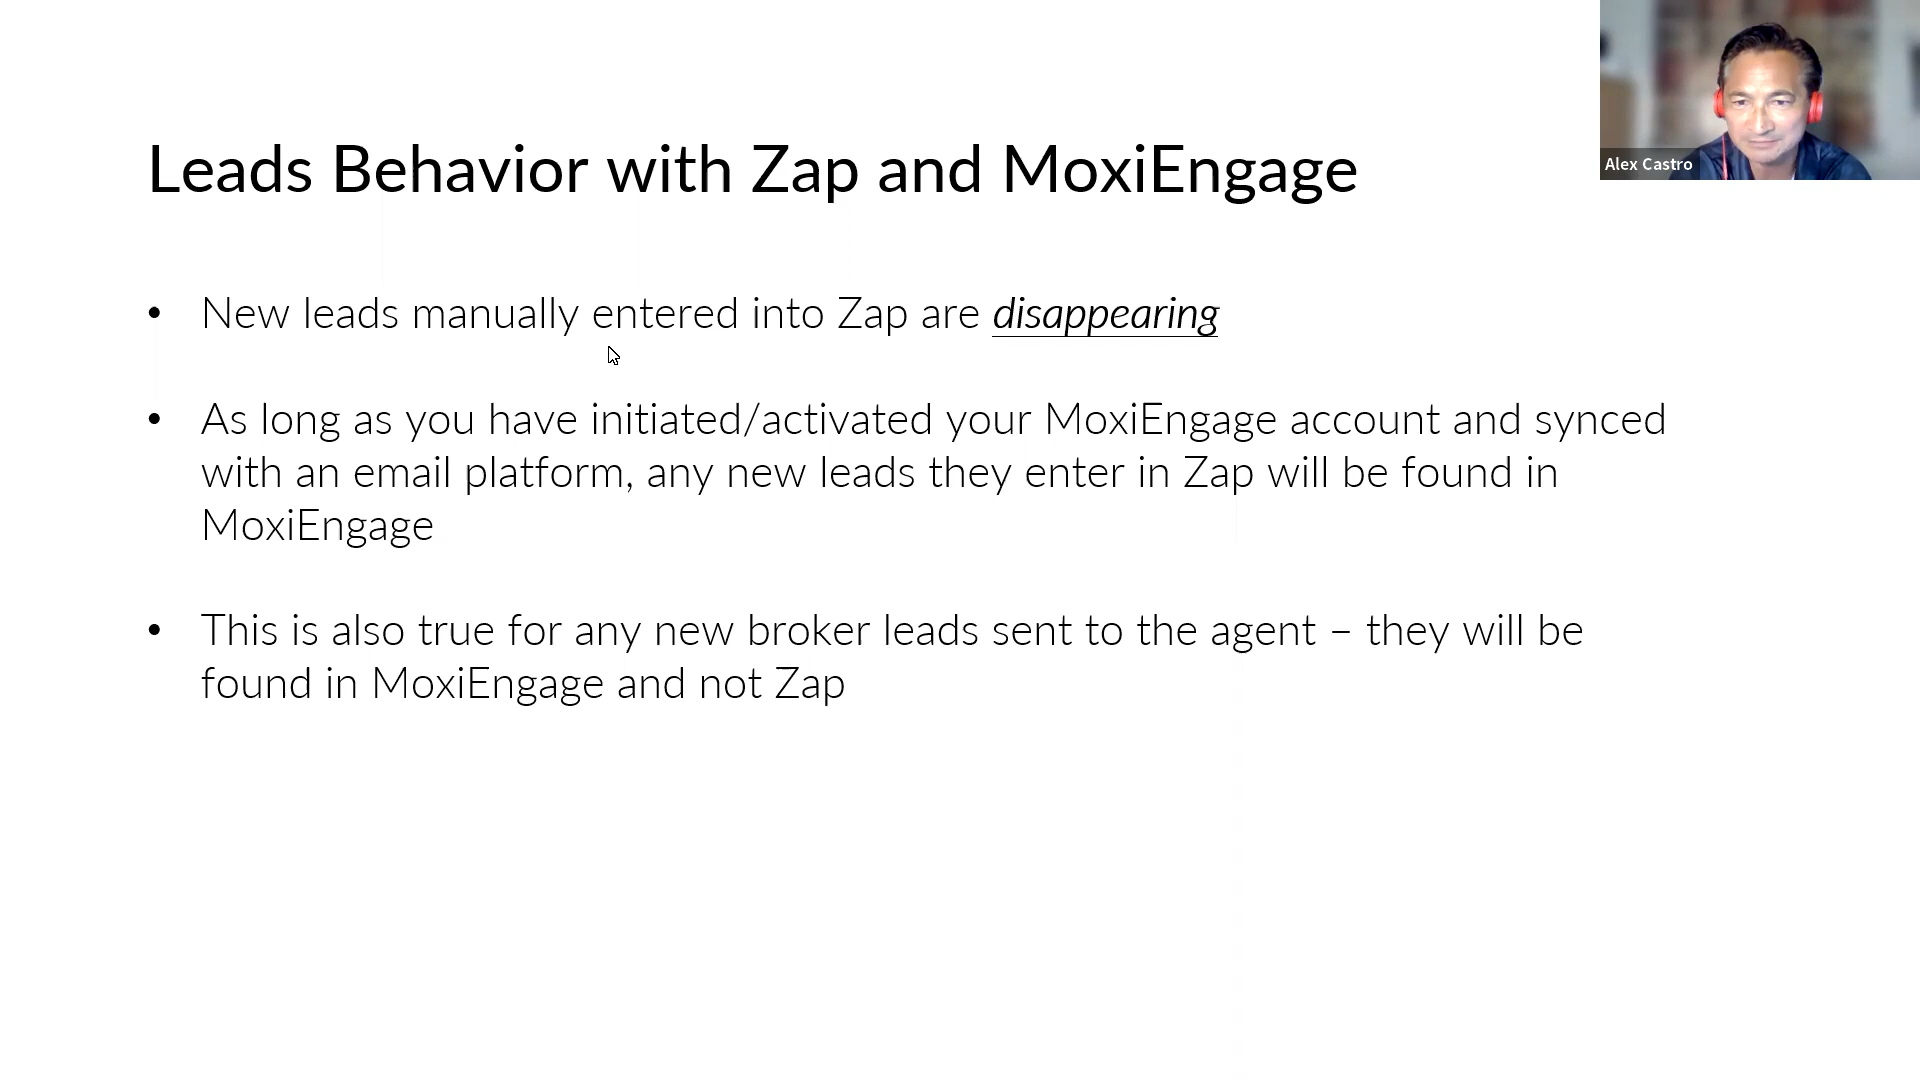 Leads Behavior with Zap and MoxiEngage
Alex Castro
• New leads manually entered into Zap are disappearing
• As long as you have initiated/activated your MoxiEngage account and synced
with an email platform, any new leads they enter in Zap will be found in
MoxiEngage
• This is also true for any new broker leads sent to the agent – they will be
found in MoxiEngage and not Zap